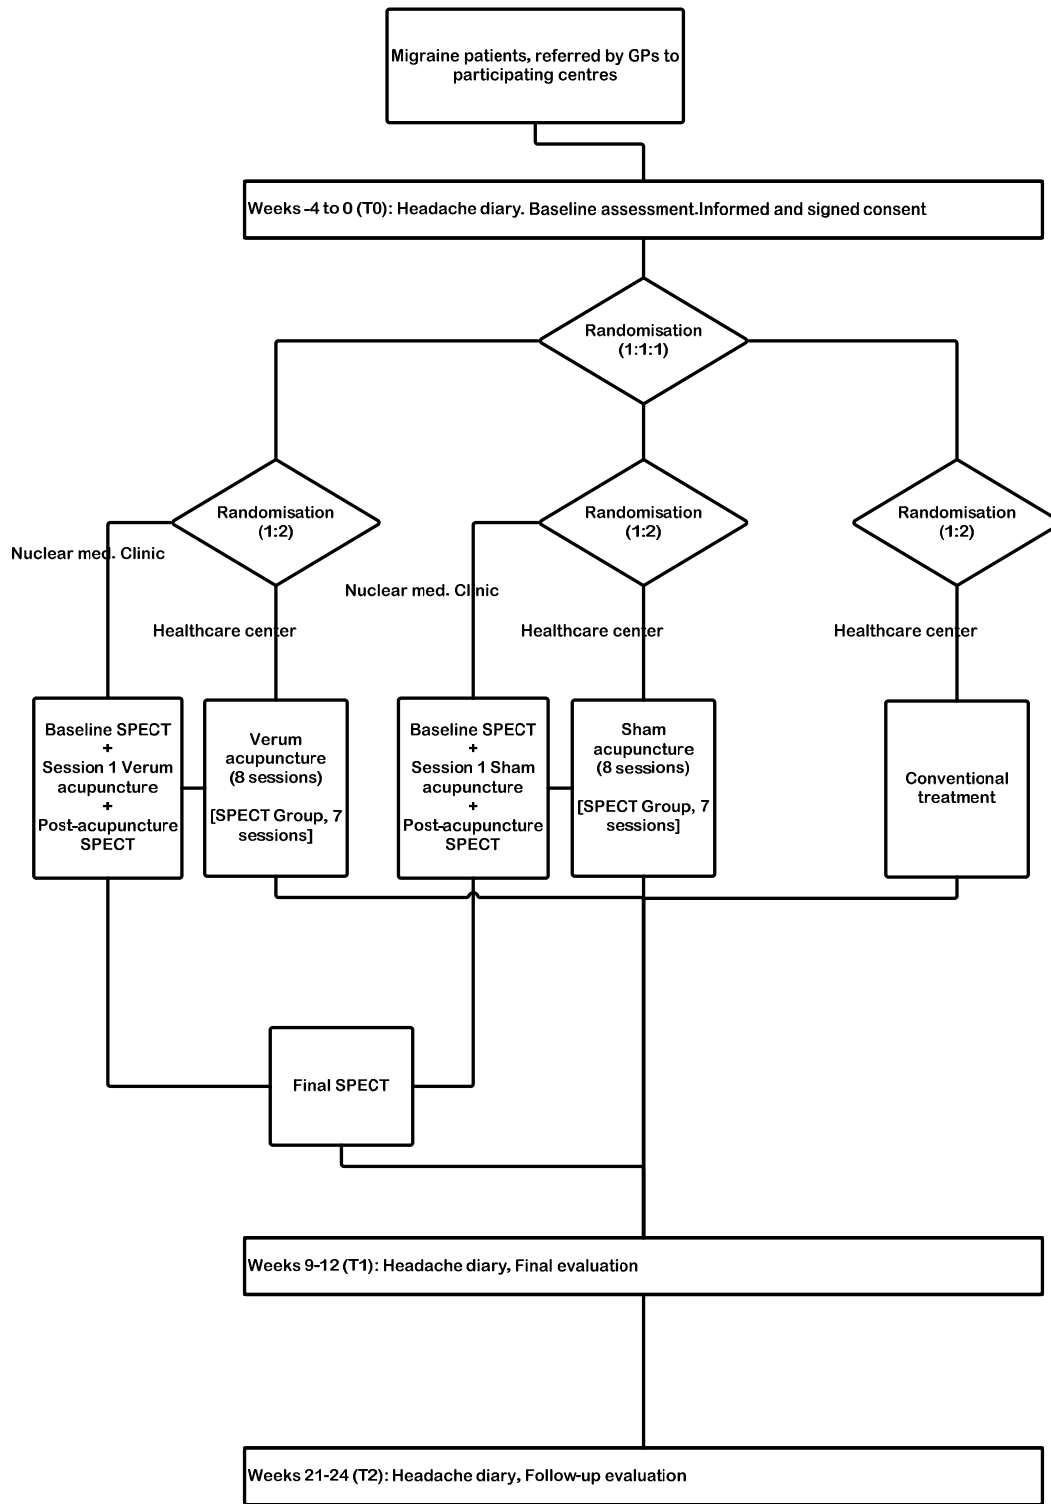 Migraine patients, referred by GPs to
participating centres
Weeks -4 to 0 (T0): Headache diary. Baseline assessment.Informed and signed consent
Randomisation
(1:1:1)
Randomisation
(1:2)
Randomisation
(1:2)
Randomisation
(1:2)
Nuclear med. Clinic
Nuclear med. Clinic
Healthcare center
Healthcare center
Healthcare center
Baseline SPECT
+
Session 1 Verum
acupuncture
+
Post-acupuncture
SPECT
Verum
acupuncture
(8 sessions)
[SPECT Group, 7
sessions]
Baseline SPECT
+
Session 1 Sham
acupuncture
+
Post-acupuncture
SPECT
Sham
acupuncture
(8 sessions)
[SPECT Group, 7
sessions]
Conventional
treatment
Final SPECT
Weeks 9-12 (T1): Headache diary, Final evaluation
Weeks 21-24 (T2): Headache diary, Follow-up evaluation